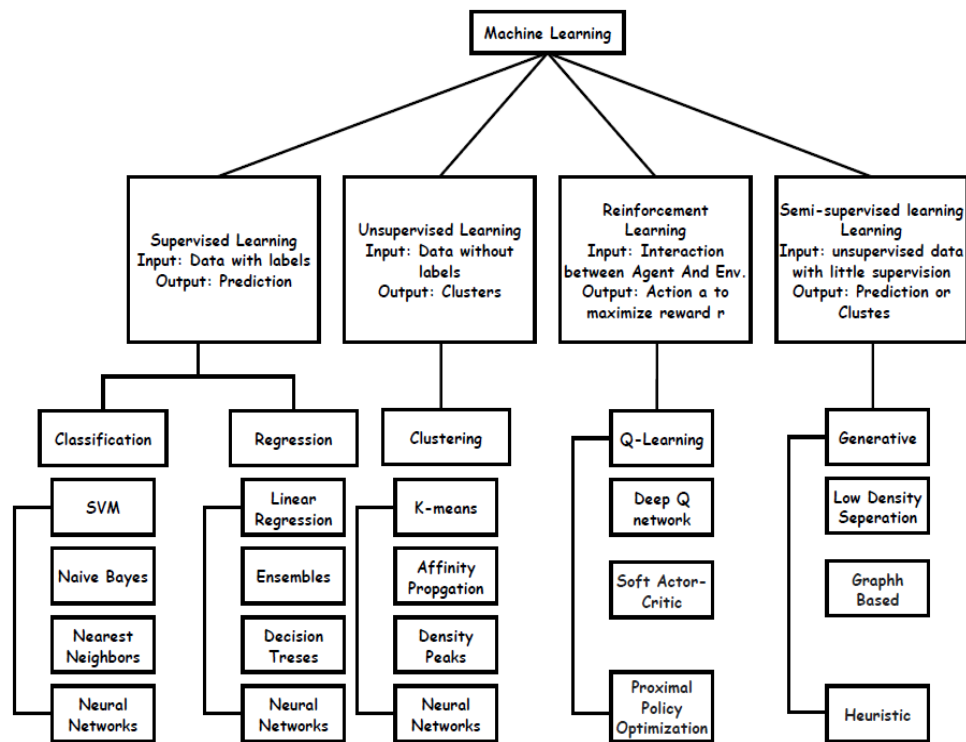 Machine Learning
Supervised Learning
Input: Data with labels
Output: Prediction
Unsupervised Learning
Input: Data without
labels
Output: Clusters
Reinforcement
Learning
Input: Interaction
between Agent And Env.
Output: Action a to
maximize reward r
Semi-supervised learning
Learning
Input: unsupervised data
with little supervision
Output: Prediction or
Clustes
Classification
SVM
Naive Bayes
Nearest
Neighbors
Neural
Networks
Regression
Linear
Regression
Ensembles
Decision
Treses
Neural
Networks
Clustering
K-means
Affinity
Propgation
Density
Peaks
Neural
Networks
Q-Learning
Deep Q
network
Soft Actor-
Critic
Proximal
Policy
Optimization
Generative
Low Density
Seperation
Graphh
Based
Heuristic